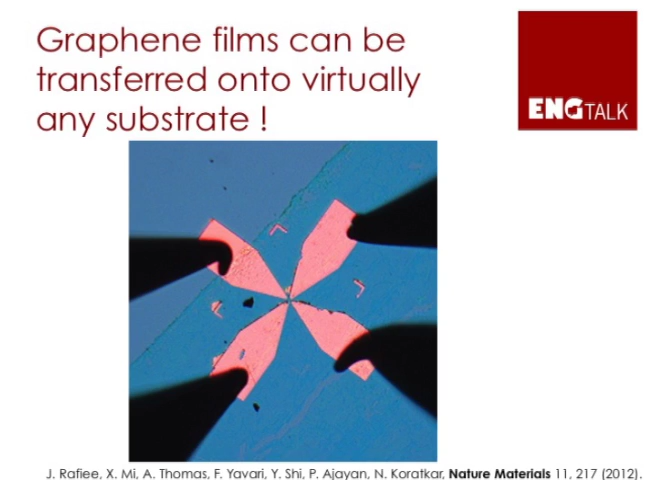 Graphene films can be
transferred onto virtually
any substrate !
ENGTALK
J. Rafiee, X. Mi, A. Thomas, F. Yavari, Y. Shi, P. Ajayan, N. Koratkar, Nature Materials 11, 217 (2012).